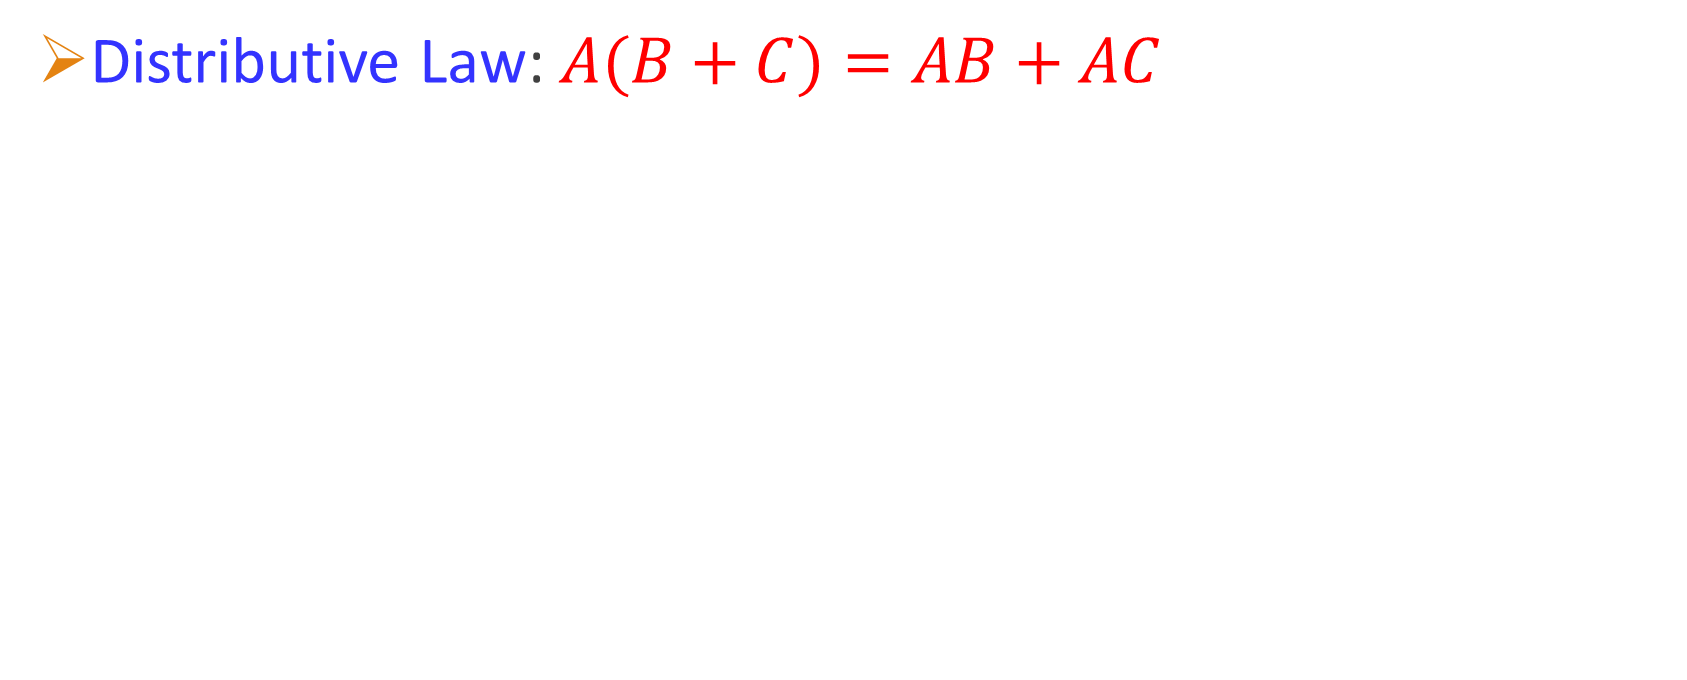 ➢Distributive Law: A(B + C) = AB + AC